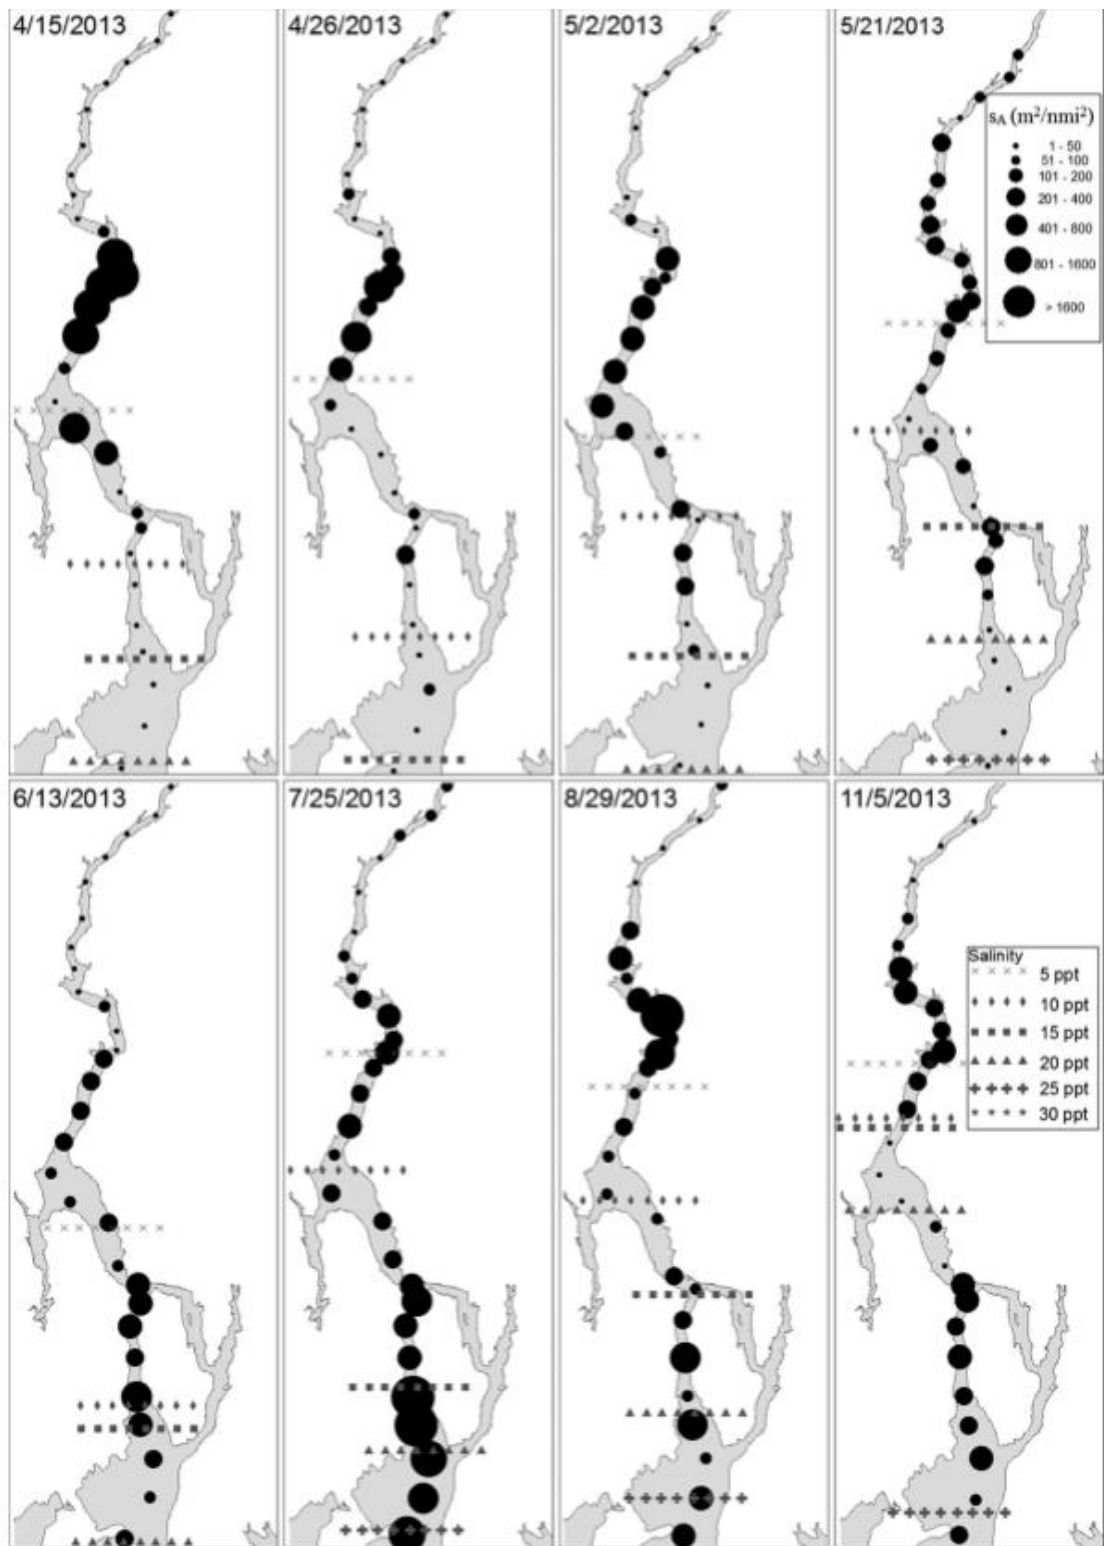 4/15/2013
4/26/2013
5/2/2013
5/21/2013
sA (m²/nmi²)
1 - 50
51 - 100
101 - 200
201 - 400
401 - 800
801 - 1600
> 1600
6/13/2013
7/25/2013
8/29/2013
11/5/2013
Salinity
5 ppt
10 ppt
15 ppt
20 ppt
25 ppt
30 ppt